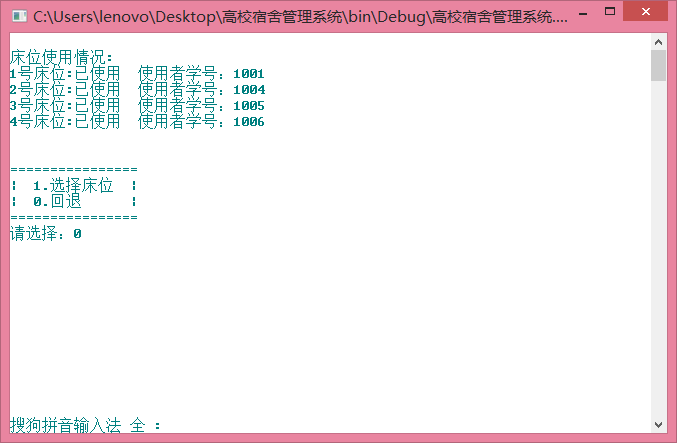 C:\Users\lenovo\Desktop\高校宿舍管理系统\bin\Debug\高校宿舍管理系统....
床位使用情况:
1号床位:已使用  使用者学号：1001
2号床位:已使用  使用者学号：1004
3号床位:已使用  使用者学号：1005
4号床位:已使用  使用者学号：1006
================
¦  1.选择床位  ¦
¦  0.回退      ¦
================
请选择：0
搜狗拼音输入法 全 :